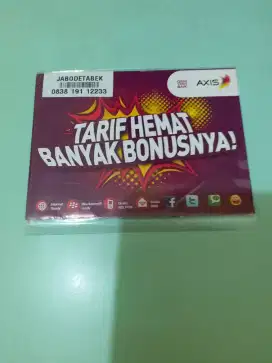 JABODETABEK
0838 191 12233
AXIS
TARIF HEMAT
BANYAK BONUSNYA!